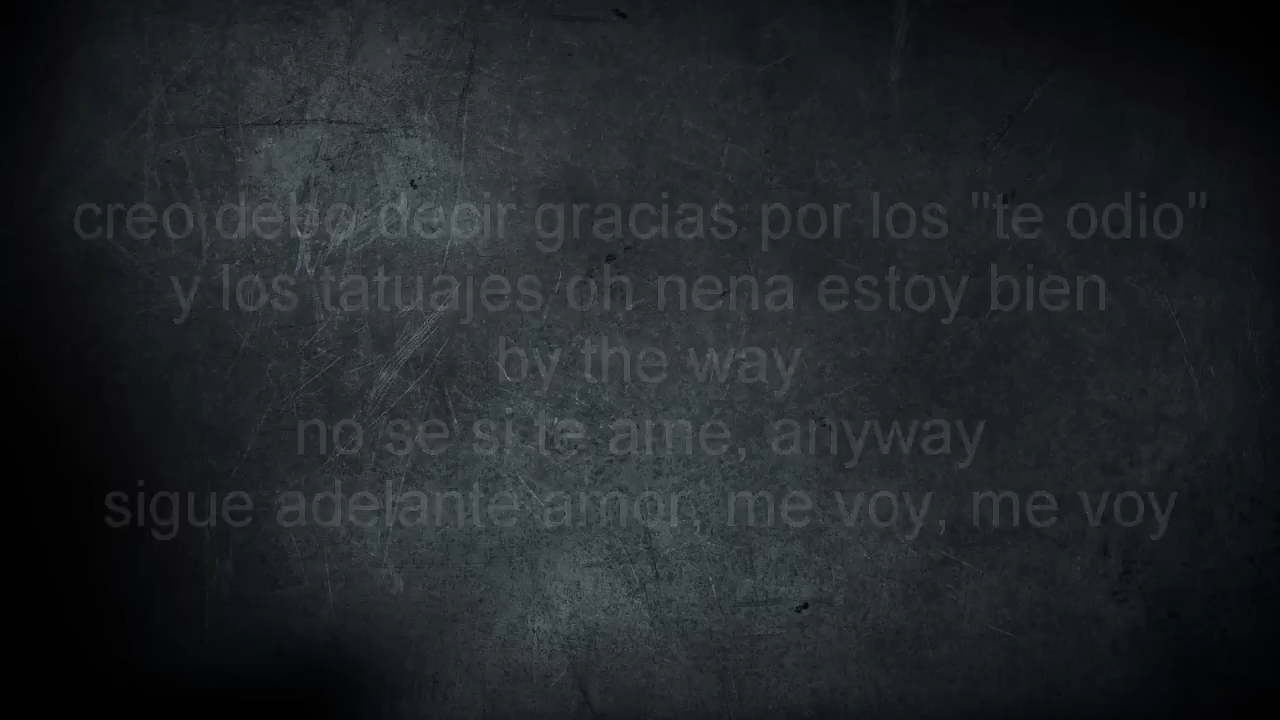 creo debo decir gracias por los "te odio"
y los tatuajes oh nena estoy bien
by the way
no se si te amé, anyway
sigue adelante amor, me voy, me voy